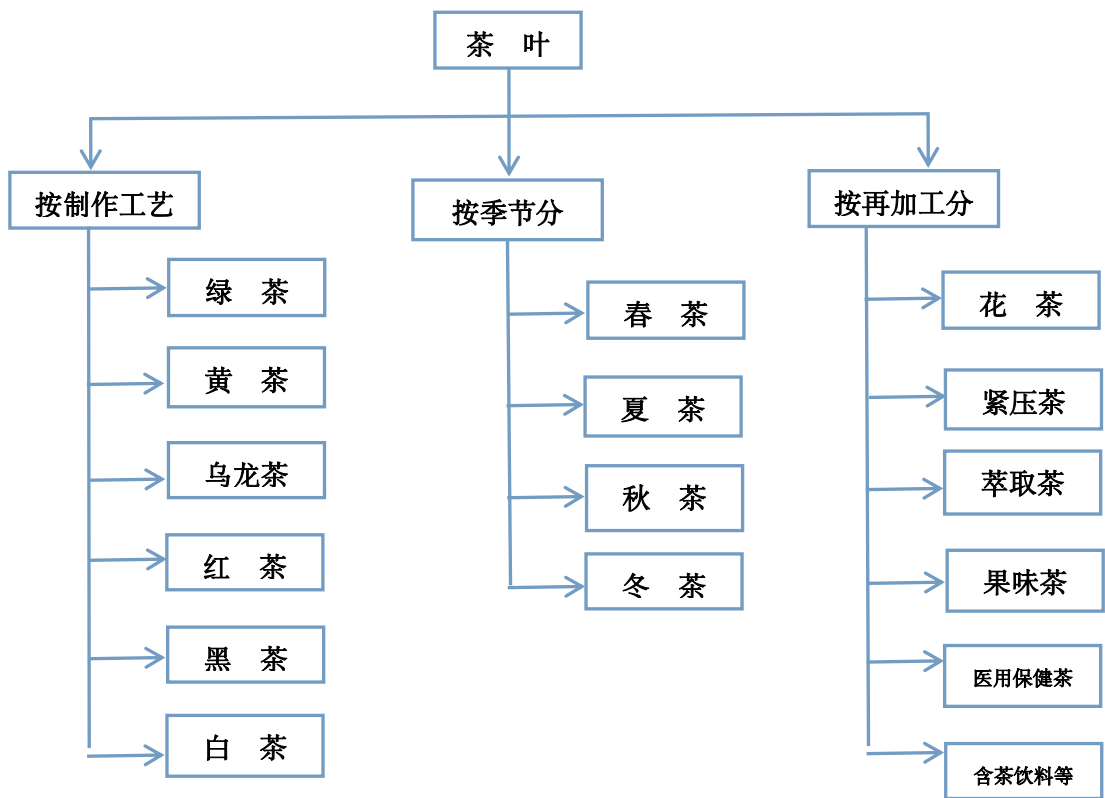 茶 叶
按制作工艺
绿 茶
黄 茶
乌龙茶
红 茶
黑 茶
白 茶
按季节分
春 茶
夏 茶
秋 茶
冬 茶
按再加工分
花 茶
紧压茶
萃取茶
果味茶
医用保健茶
含茶饮料等